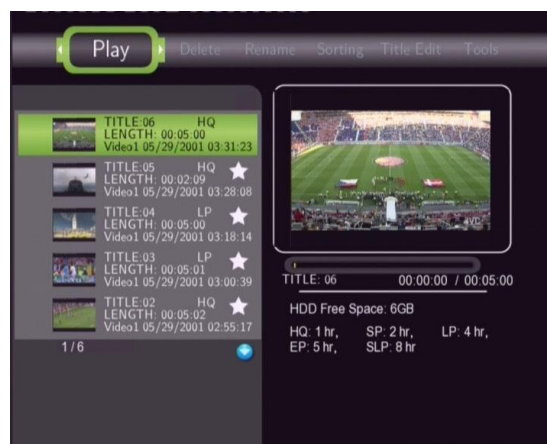 Play Delete Rename Sorting Title Edit Tools
TITLE:06 HQ
LENGTH: 00:05:00
Video1 05/29/2001 03:31:23
TITLE:05 HQ
LENGTH: 00:02:09
Video1 05/29/2001 03:28:08
TITLE:04 LP
LENGTH: 00:05:00
Video1 05/29/2001 03:18:14
TITLE:03 LP
LENGTH: 00:05:01
Video1 05/29/2001 03:00:39
TITLE:02 HQ
LENGTH: 00:05:02
Video1 05/29/2001 02:55:17
1/6
TITLE: 06 00:00:00 / 00:05:00
HDD Free Space: 6GB
HQ: 1 hr, SP: 2 hr, LP: 4 hr,
EP: 5 hr, SLP: 8 hr